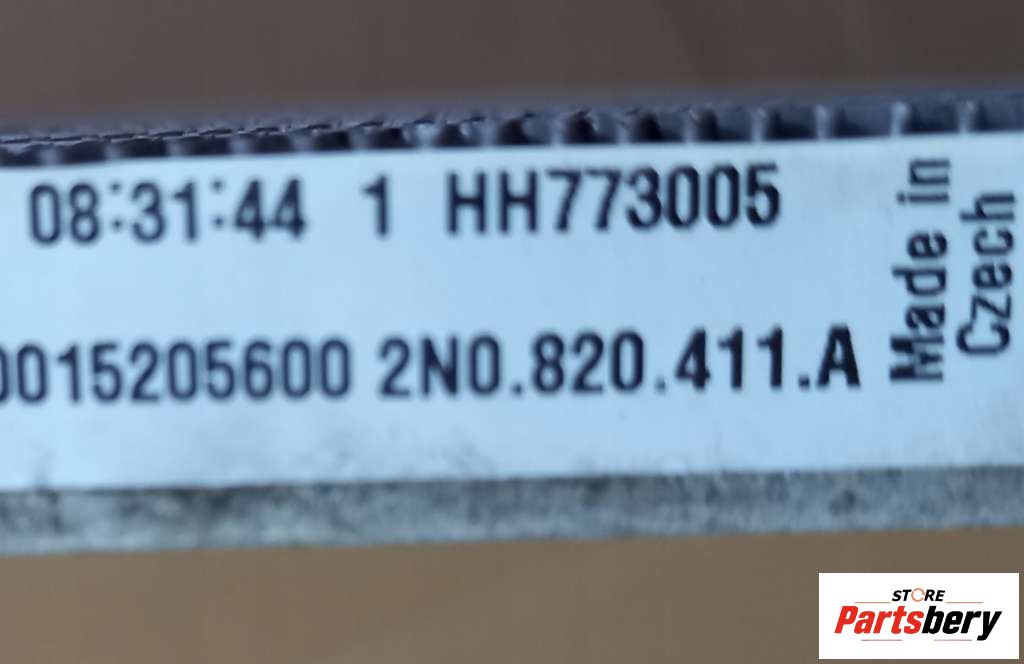 08:31:44 1 HH773005
0015205600 2N0.820.411.A
Made in
Czech
STORE
Partsbery